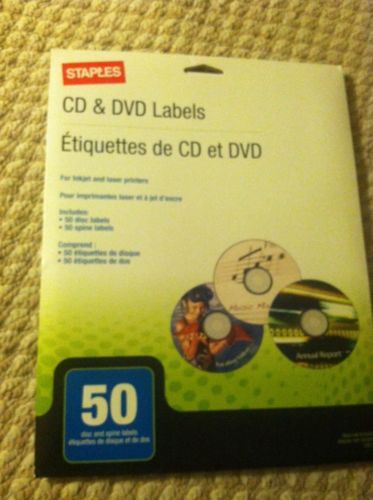 STAPLES
CD & DVD Labels
Étiquettes de CD et DVD
For Inkjet and laser printers
Pour imprimantes laser et à jet d'encre
Includes:
• 50 disc labels
• 50 spine labels
Comprend :
• 50 étiquettes de disque
• 50 étiquettes de dos
Music
Annual Report
50
disc and spine labels
étiquettes de disque et de dos